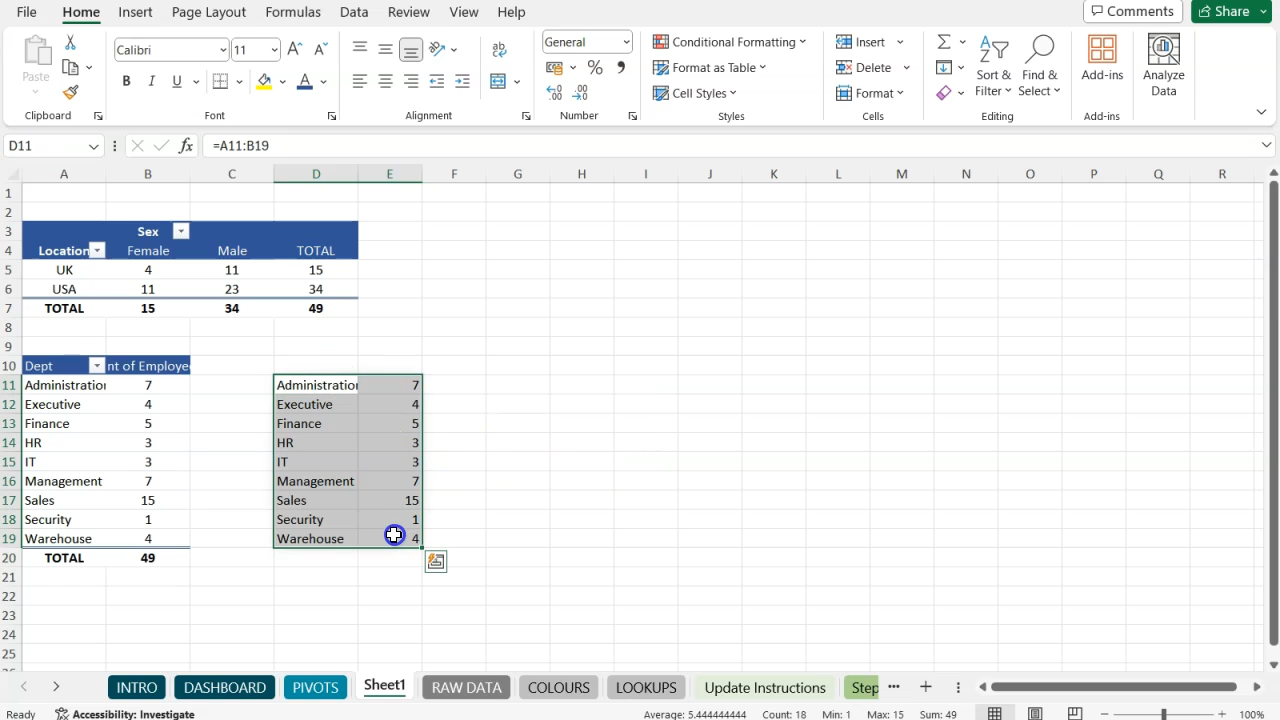 File Home Insert Page Layout Formulas Data Review View Help Comments Share
Paste Calibri 11 General Conditional Formatting Insert Sort & Filter Find & Select Add-ins Analyze Data
B I U A % , Format as Table Delete
Cell Styles Format
Clipboard Font Alignment Number Styles Cells Editing Add-ins
D11 fx =A11:B19
A B C D E F G H I J K L M N O P Q R
1
2
3 Sex
4 Location Female Male TOTAL
5 UK 4 11 15
6 USA 11 23 34
7 TOTAL 15 34 49
8
9
10 Dept nt of Employe
11 Administration 7 Administration 7
12 Executive 4 Executive 4
13 Finance 5 Finance 5
14 HR 3 HR 3
15 IT 3 IT 3
16 Management 7 Management 7
17 Sales 15 Sales 15
18 Security 1 Security 1
19 Warehouse 4 Warehouse 4
20 TOTAL 49
21
22
23
24
25
INTRO DASHBOARD PIVOTS Sheet1 RAW DATA COLOURS LOOKUPS Update Instructions Step
Ready Accessibility: Investigate Average: 5.444444444 Count: 18 Min: 1 Max: 15 Sum: 49 100%